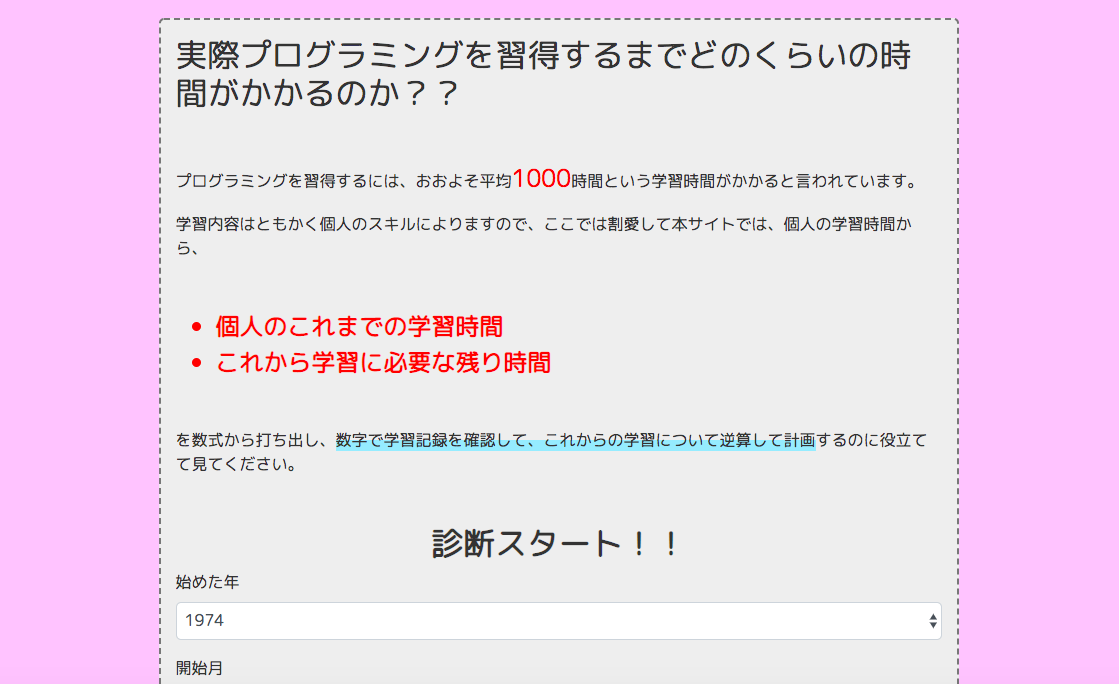 実際プログラミングを習得するまでどのくらいの時
間がかかるのか？？
プログラミングを習得するには、おおよそ平均1000時間という学習時間がかかると言われています。
学習内容はともかく個人のスキルによりますので、ここでは割愛して本サイトでは、個人の学習時間か
ら、
• 個人のこれまでの学習時間
• これから学習に必要な残り時間
を数式から打ち出し、数字で学習記録を確認して、これからの学習について逆算して計画するのに役立て
て見てください。
診断スタート！！
始めた年
1974
開始月